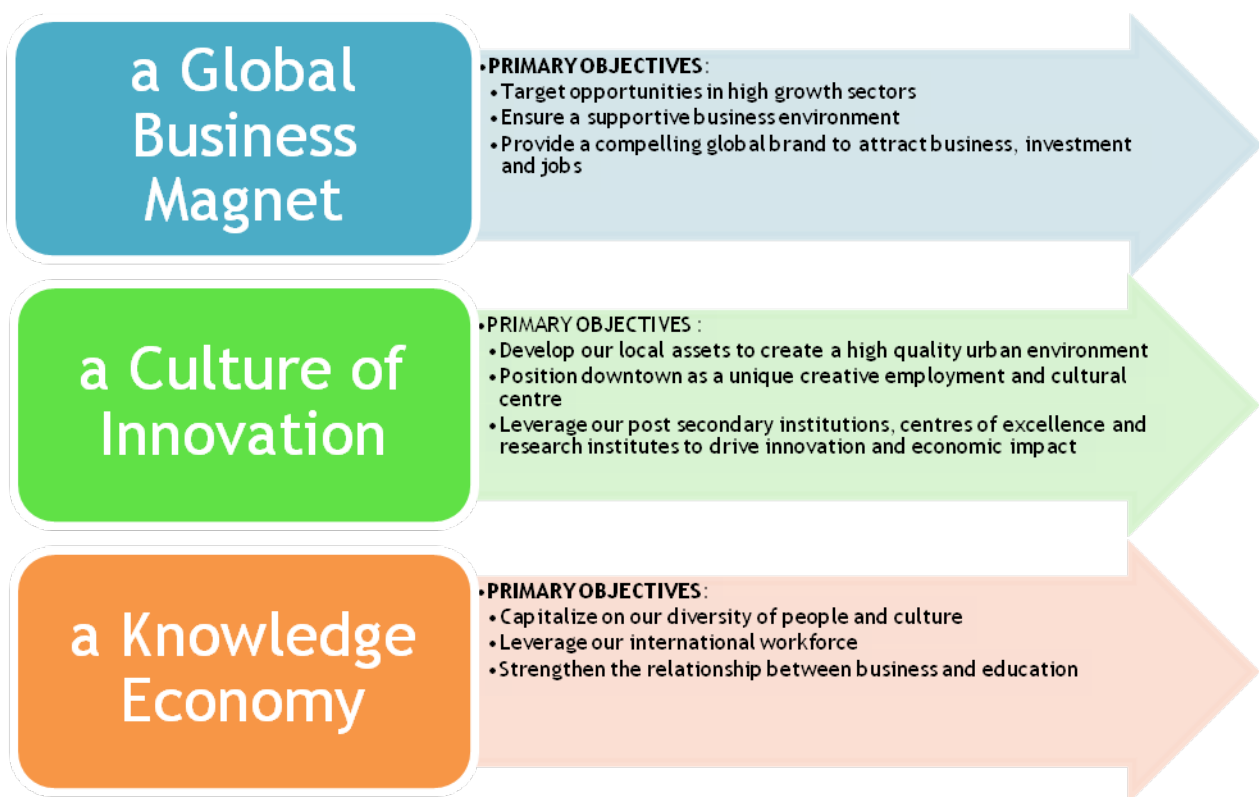 a Global
Business
Magnet
•PRIMARY OBJECTIVES:
•Target opportunities in high growth sectors
•Ensure a supportive business environment
•Provide a compelling global brand to attract business, investment
and jobs
a Culture of
Innovation
•PRIMARY OBJECTIVES :
•Develop our local assets to create a high quality urban environment
•Position downtown as a unique creative employment and cultural
centre
•Leverage our post secondary institutions, centres of excellence and
research institutes to drive innovation and economic impact
a Knowledge
Economy
•PRIMARY OBJECTIVES:
•Capitalize on our diversity of people and culture
•Leverage our international workforce
•Strengthen the relationship between business and education